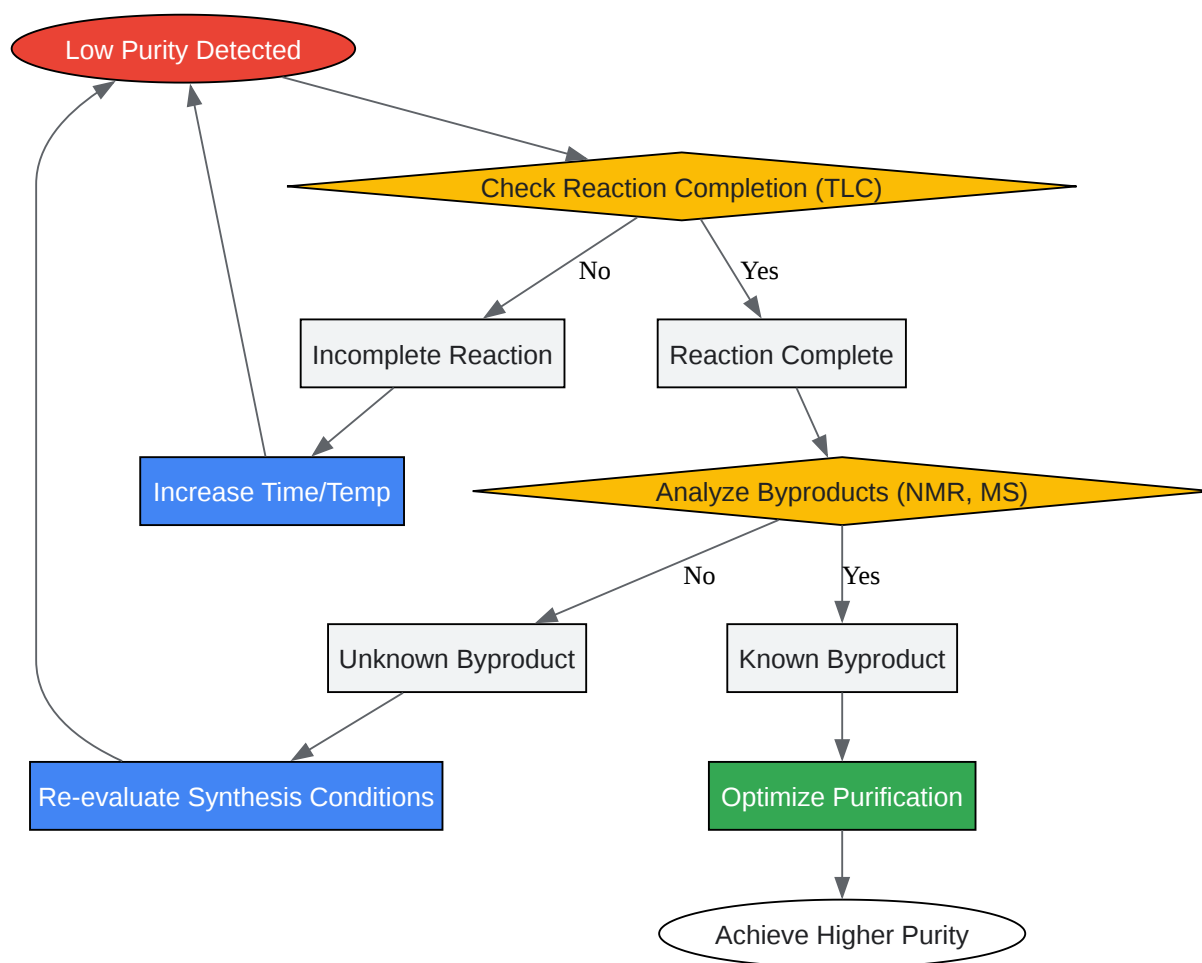 Low Purity Detected
Check Reaction Completion (TLC)
No
Yes
Incomplete Reaction
Reaction Complete
Increase Time/Temp
Analyze Byproducts (NMR, MS)
No
Yes
Unknown Byproduct
Known Byproduct
Re-evaluate Synthesis Conditions
Optimize Purification
Achieve Higher Purity